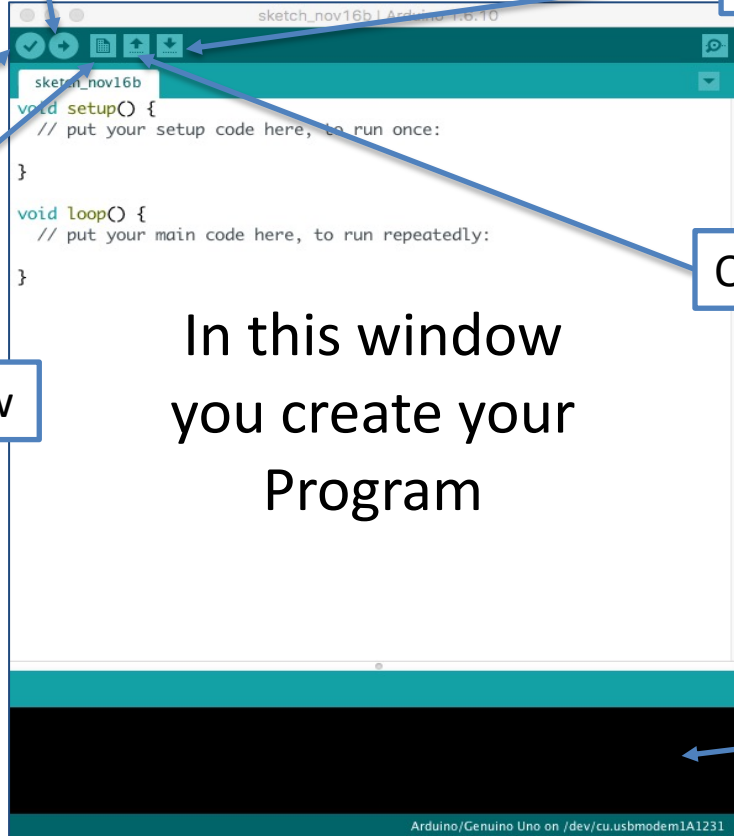 sketch_nov16b | Arduino 1.6.10
sketch_nov16b
void setup() {
  // put your setup code here, to run once:
}
void loop() {
  // put your main code here, to run repeatedly:
}
In this window
you create your
Program
Arduino/Genuino Uno on /dev/cu.usbmodem1A1231